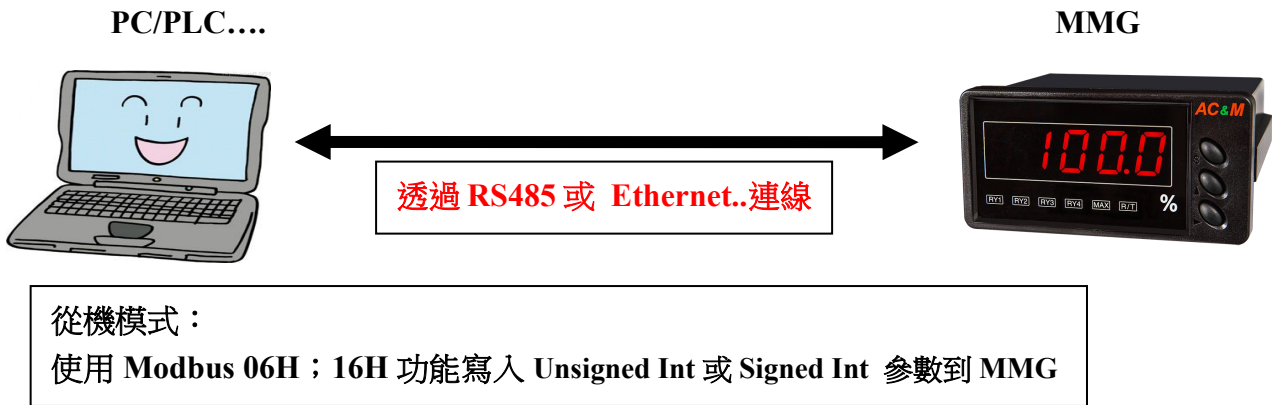 PC/PLC….
MMG
AC&M
100.0
透過 RS485 或 Ethernet..連線
RY1 RY2 RY3 RY4 MAX R/T %
從機模式：
使用 Modbus 06H；16H 功能寫入 Unsigned Int 或 Signed Int 參數到 MMG